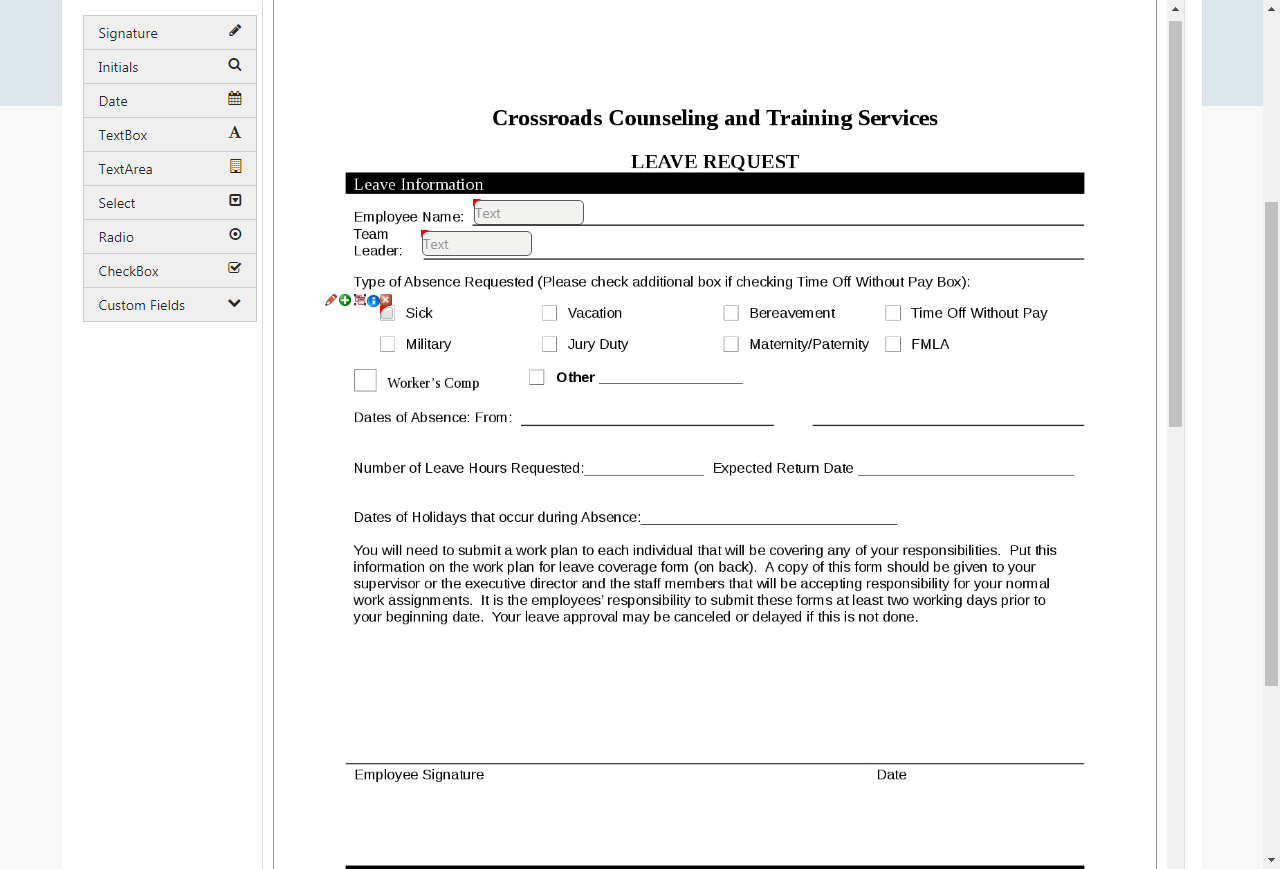 Signature
Initials
Date
TextBox
TextArea
Select
Radio
CheckBox
Custom Fields
Crossroads Counseling and Training Services
LEAVE REQUEST
Leave Information
Employee Name: Text
Team
Leader: Text
Type of Absence Requested (Please check additional box if checking Time Off Without Pay Box):
Sick Vacation Bereavement Time Off Without Pay
Military Jury Duty Maternity/Paternity FMLA
Worker’s Comp Other
Dates of Absence: From:
Number of Leave Hours Requested: Expected Return Date
Dates of Holidays that occur during Absence:
You will need to submit a work plan to each individual that will be covering any of your responsibilities. Put this
information on the work plan for leave coverage form (on back). A copy of this form should be given to your
supervisor or the executive director and the staff members that will be accepting responsibility for your normal
work assignments. It is the employees’ responsibility to submit these forms at least two working days prior to
your beginning date. Your leave approval may be canceled or delayed if this is not done.
Employee Signature Date